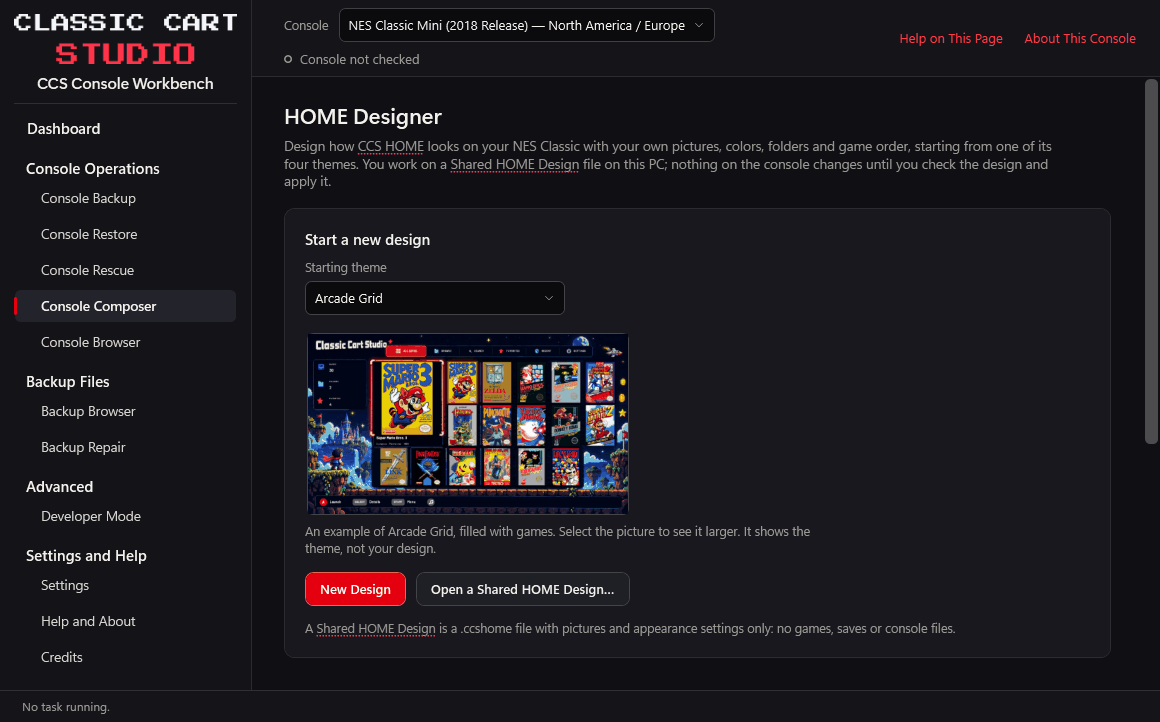 CLASSIC CART
STUDIO
CCS Console Workbench
Dashboard
Console Operations
Console Backup
Console Restore
Console Rescue
Console Composer
Console Browser
Backup Files
Backup Browser
Backup Repair
Advanced
Developer Mode
Settings and Help
Settings
Help and About
Credits
Console
NES Classic Mini (2018 Release) — North America / Europe
Console not checked
Help on This Page
About This Console
HOME Designer
Design how CCS HOME looks on your NES Classic with your own pictures, colors, folders and game order, starting from one of its
four themes. You work on a Shared HOME Design file on this PC; nothing on the console changes until you check the design and
apply it.
Start a new design
Starting theme
Arcade Grid
Classic Cart Studio
SUPER
MARIO BROS. 3
An example of Arcade Grid, filled with games. Select the picture to see it larger. It shows the
theme, not your design.
New Design
Open a Shared HOME Design...
A Shared HOME Design is a .ccshome file with pictures and appearance settings only: no games, saves or console files.
No task running.